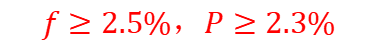 f ≥ 2.5%，P ≥ 2.3%